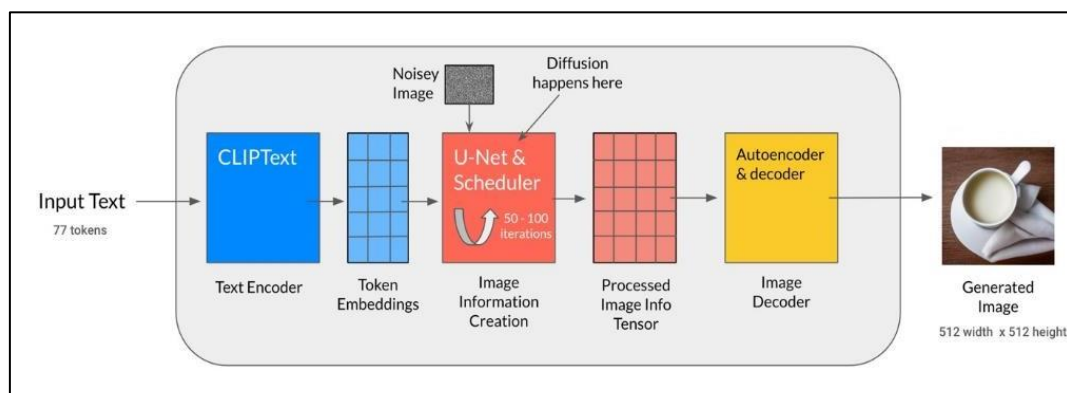 Noisey
Image
Diffusion
happens here
CLIPText
U-Net &
Scheduler
50 - 100
iterations
Autoencoder
& decoder
Input Text
77 tokens
Text Encoder
Token
Embeddings
Image
Information
Creation
Processed
Image Info
Tensor
Image
Decoder
Generated
Image
512 width x 512 height